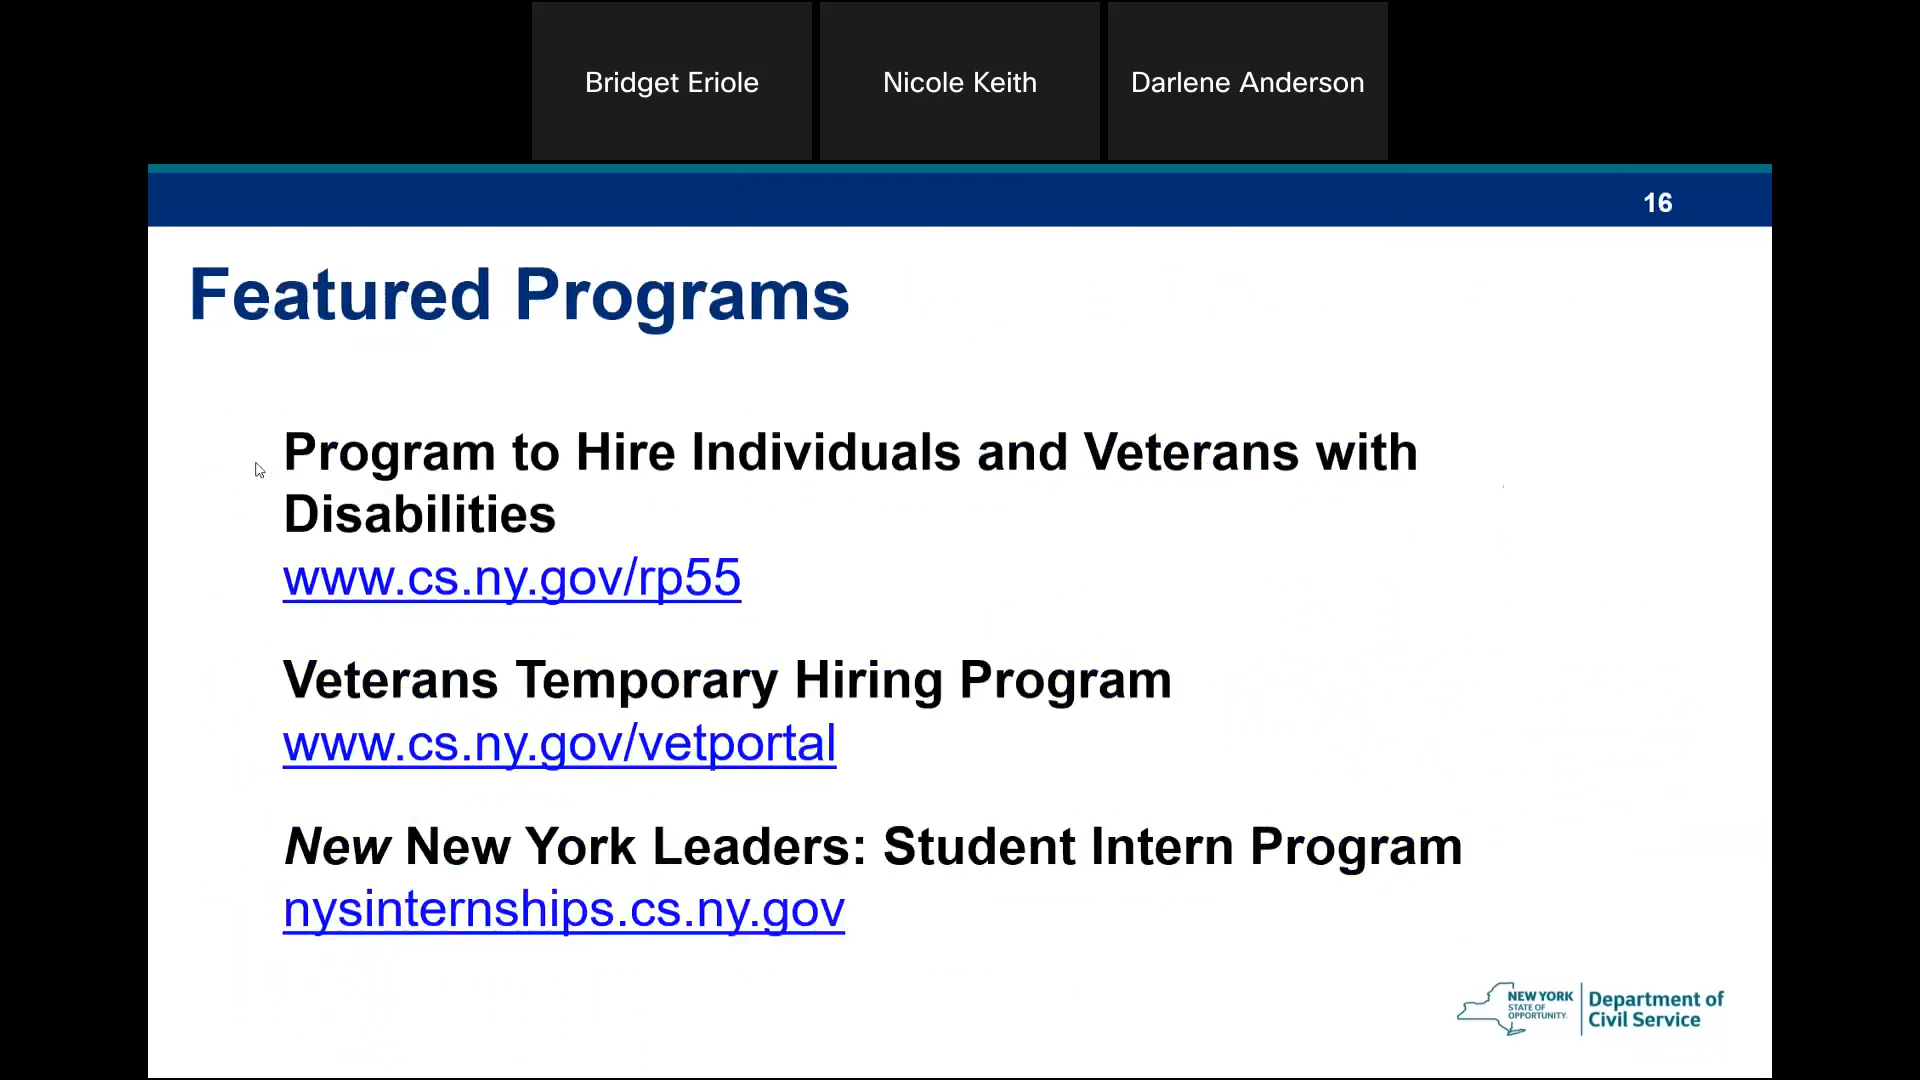 Bridget Eriole
Nicole Keith
Darlene Anderson
16
Featured Programs
Program to Hire Individuals and Veterans with
Disabilities
www.cs.ny.gov/rp55
Veterans Temporary Hiring Program
www.cs.ny.gov/vetportal
New New York Leaders: Student Intern Program
nysinternships.cs.ny.gov
NEW YORK
STATE OF
OPPORTUNITY.
Department of
Civil Service